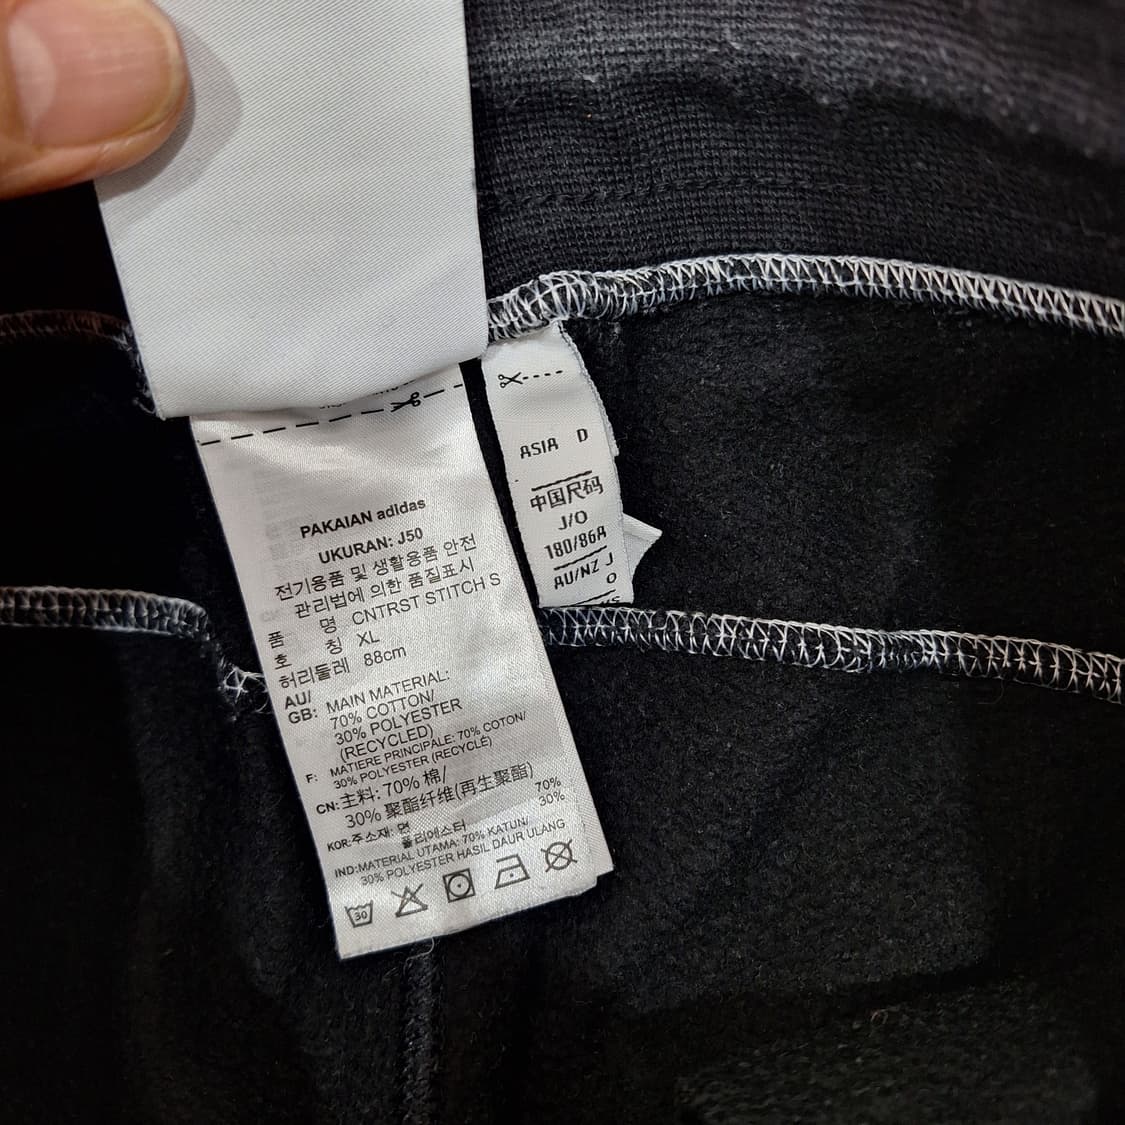 PAKAIAN adidas
UKURAN: J50
전기용품 및 생활용품 안전
관리법에 의한 품질표시
품 명 CNTRST STITCH S
호 칭 XL
허리둘레 88cm
AU/
GB: MAIN MATERIAL:
70% COTTON/
30% POLYESTER
(RECYCLED)
F: MATIERE PRINCIPALE: 70% COTON/
30% POLYESTER (RECYCLÉ)
CN: 主料: 70% 棉/
30% 聚酯纤维(再生聚酯)
KOR: 주소재: 면 70%
폴리에스터 30%
IND: MATERIAL UTAMA: 70% KATUN/
30% POLYESTER HASIL DAUR ULANG
30
ASIA D
中国尺码
J/O
180/86A
AU/NZ J
O